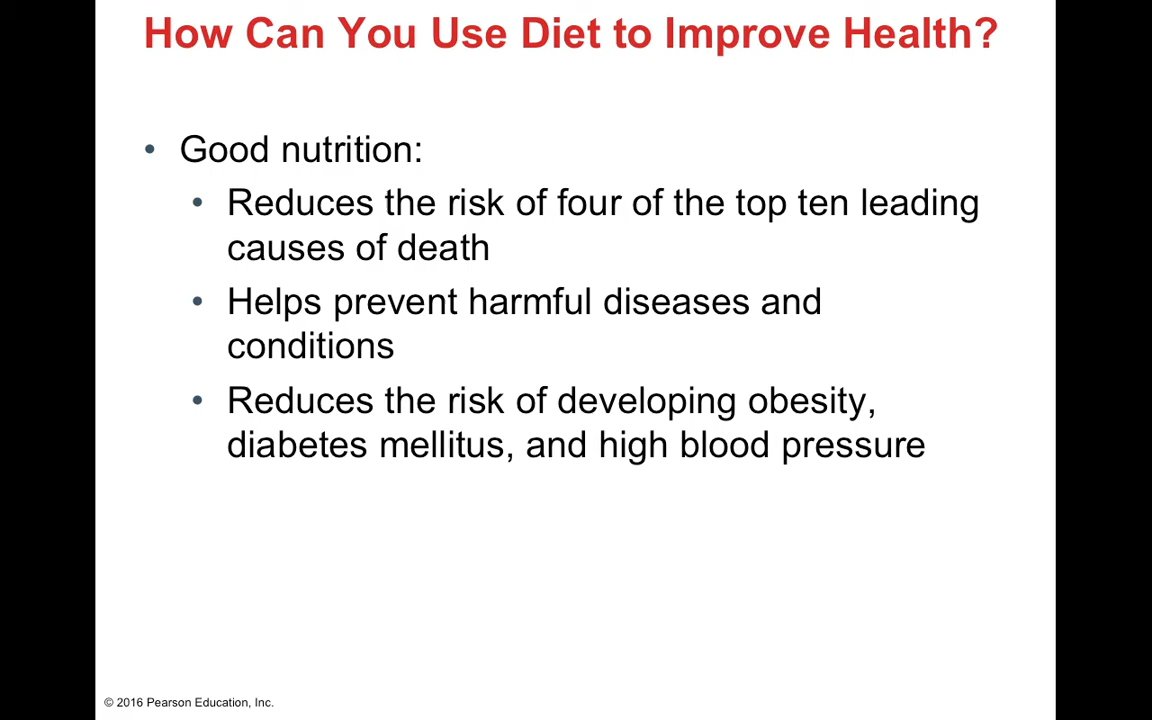 How Can You Use Diet to Improve Health?
• Good nutrition:
• Reduces the risk of four of the top ten leading
causes of death
• Helps prevent harmful diseases and
conditions
• Reduces the risk of developing obesity,
diabetes mellitus, and high blood pressure
© 2016 Pearson Education, Inc.